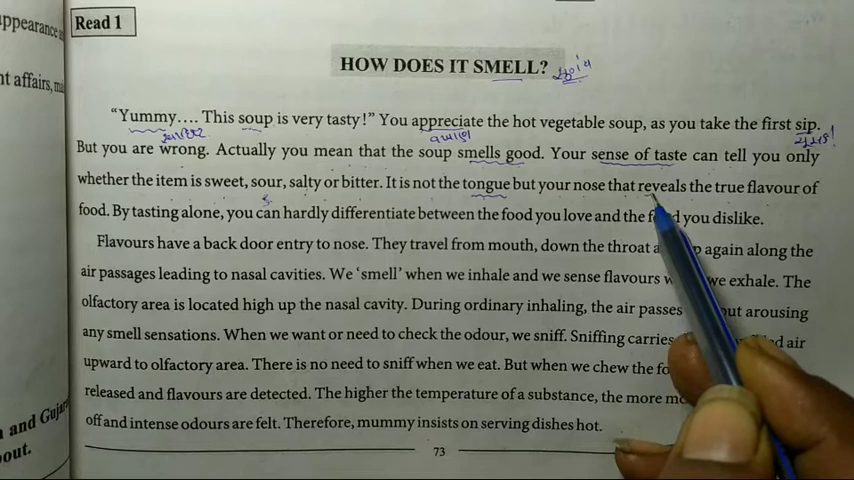 ppearance
nt affairs, mu
n and Gujar
out.
Read 1
HOW DOES IT SMELL?
"Yummy.... This soup is very tasty!" You appreciate the hot vegetable soup, as you take the first sip.
But you are wrong. Actually you mean that the soup smells good. Your sense of taste can tell you only
whether the item is sweet, sour, salty or bitter. It is not the tongue but your nose that reveals the true flavour of
food. By tasting alone, you can hardly differentiate between the food you love and the you dislike.
Flavours have a back door entry to nose. They travel from mouth, down the throat again along the
air passages leading to nasal cavities. We 'smell' when we inhale and we sense flavours we exhale. The
olfactory area is located high up the nasal cavity. During ordinary inhaling, the air passes arousing
any smell sensations. When we want or need to check the odour, we sniff. Sniffing carries air
upward to olfactory area. There is no need to sniff when we eat. But when we chew the
released and flavours are detected. The higher the temperature of a substance, the more
off and intense odours are felt. Therefore, mummy insists on serving dishes hot.
73